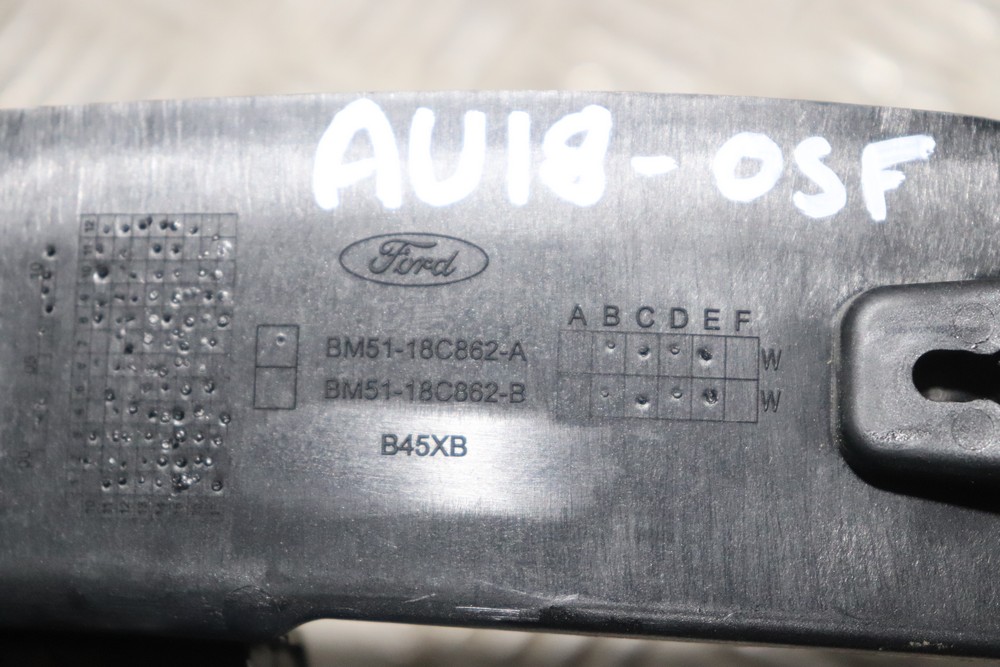 AU18-OSF
Ford
A B C D E F
BM51-18C862-A W
BM51-18C862-B W
B45XB